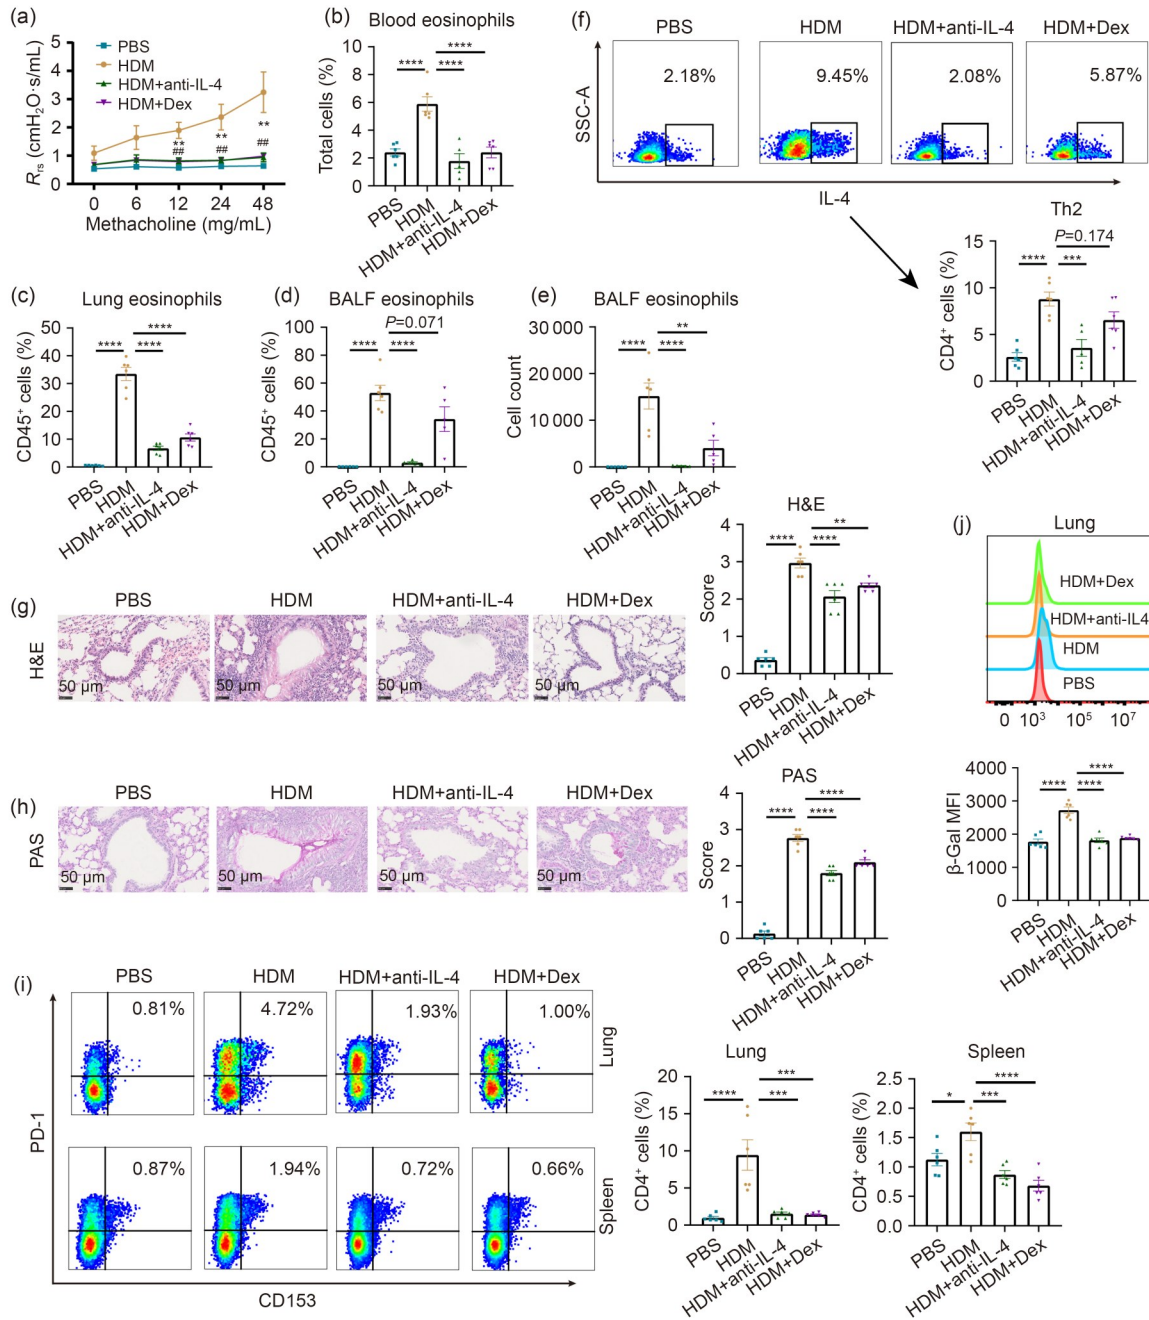 (a)
5
4
3
2
1
0
Rrs (cmH2O·s/mL)
PBS
HDM
HDM+anti-IL-4
HDM+Dex
**
##
**
##
**
##
0 6 12 24 48
Methacholine (mg/mL)
(b) Blood eosinophils
10
8
6
4
2
0
Total cells (%)
**** **** ****
PBS
HDM
HDM+anti-IL-4
HDM+Dex
(f)
PBS HDM HDM+anti-IL-4 HDM+Dex
2.18% 9.45% 2.08% 5.87%
SSC-A
IL-4
Th2
P=0.174
**** ***
15
10
5
0
CD4+ cells (%)
PBS
HDM
HDM+anti-IL-4
HDM+Dex
(c) Lung eosinophils
50
40
30
20
10
0
CD45+ cells (%)
****
**** ****
PBS
HDM
HDM+anti-IL-4
HDM+Dex
(d) BALF eosinophils
100
80
60
40
20
0
CD45+ cells (%)
P=0.071
**** ****
PBS
HDM
HDM+anti-IL-4
HDM+Dex
(e) BALF eosinophils
30 000
20 000
10 000
0
Cell count
**
**** ****
PBS
HDM
HDM+anti-IL-4
HDM+Dex
(g)
PBS HDM HDM+anti-IL-4 HDM+Dex
H&E
50 μm 50 μm 50 μm 50 μm
H&E
4
3
2
1
0
Score
**
**** ****
PBS
HDM
HDM+anti-IL-4
HDM+Dex
(h)
PBS HDM HDM+anti-IL-4 HDM+Dex
PAS
50 μm 50 μm 50 μm 50 μm
PAS
4
3
2
1
0
Score
****
**** ****
PBS
HDM
HDM+anti-IL-4
HDM+Dex
(j) Lung
HDM+Dex
HDM+anti-IL4
HDM
PBS
0 103 105 107
4000
3000
2000
1000
0
β-Gal MFI
****
**** ****
PBS
HDM
HDM+anti-IL-4
HDM+Dex
(i)
PBS HDM HDM+anti-IL-4 HDM+Dex
0.81% 4.72% 1.93% 1.00%
Lung
0.87% 1.94% 0.72% 0.66%
Spleen
PD-1
CD153
Lung
20
15
10
5
0
CD4+ cells (%)
***
**** ***
PBS
HDM
HDM+anti-IL-4
HDM+Dex
Spleen
2.5
2.0
1.5
1.0
0.5
0.0
CD4+ cells (%)
****
* ***
PBS
HDM
HDM+anti-IL-4
HDM+Dex